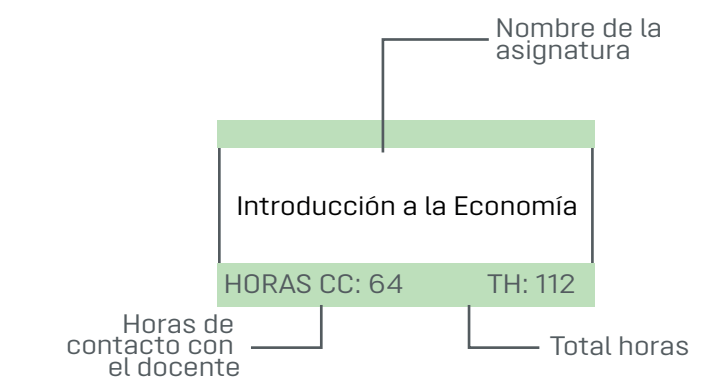 Nombre de la
asignatura
Introducción a la Economía
HORAS CC: 64 TH: 112
Horas de
contacto con
el docente
Total horas